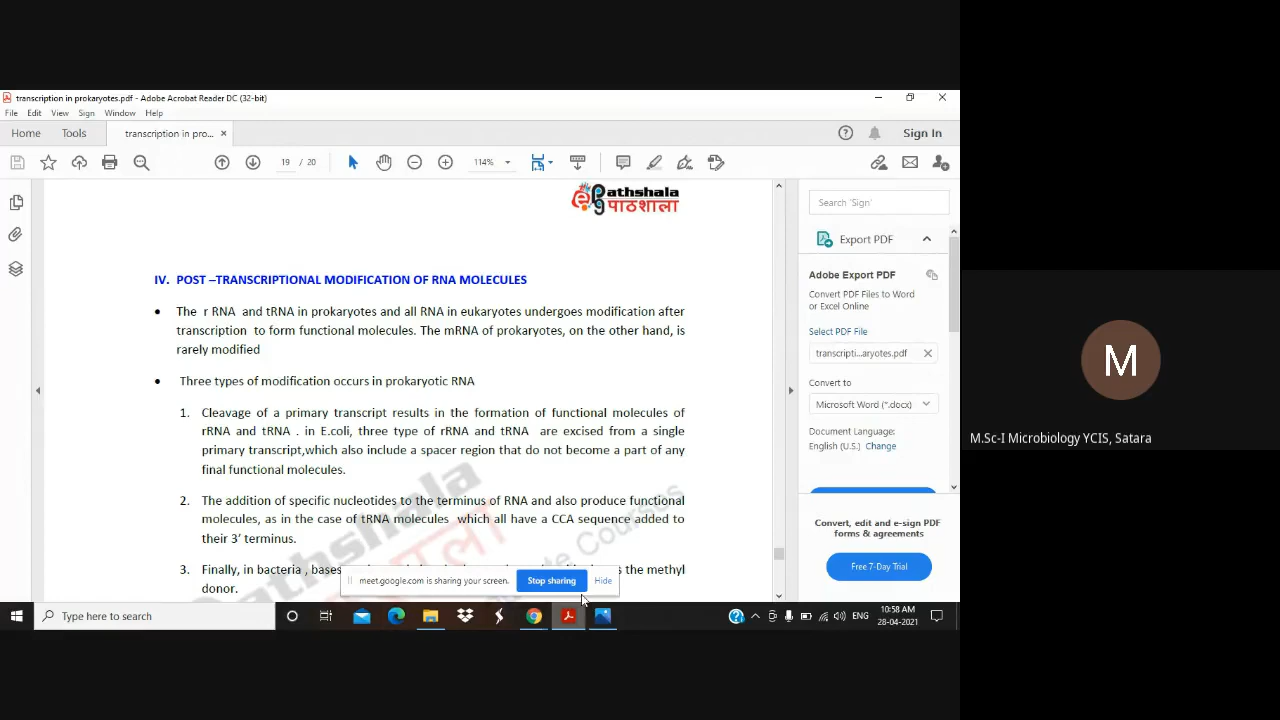 transcription in prokaryotes.pdf - Adobe Acrobat Reader DC (32-bit)
File Edit View Sign Window Help
Home Tools transcription in pro... × Sign In
19 / 20 114%
ePathshala
पाठशाला
IV. POST –TRANSCRIPTIONAL MODIFICATION OF RNA MOLECULES
• The r RNA and tRNA in prokaryotes and all RNA in eukaryotes undergoes modification after
transcription to form functional molecules. The mRNA of prokaryotes, on the other hand, is
rarely modified
• Three types of modification occurs in prokaryotic RNA
1. Cleavage of a primary transcript results in the formation of functional molecules of
rRNA and tRNA . in E.coli, three type of rRNA and tRNA are excised from a single
primary transcript,which also include a spacer region that do not become a part of any
final functional molecules.
2. The addition of specific nucleotides to the terminus of RNA and also produce functional
molecules, as in the case of tRNA molecules which all have a CCA sequence added to
their 3’ terminus.
3. Finally, in bacteria , bases the methyl
donor.
meet.google.com is sharing your screen. Stop sharing Hide
Search 'Sign'
Export PDF
Adobe Export PDF
Convert PDF Files to Word
or Excel Online
Select PDF File
transcripti...aryotes.pdf
Convert to
Microsoft Word (*.docx)
Document Language:
English (U.S.) Change
Convert, edit and e-sign PDF
forms & agreements
Free 7-Day Trial
Type here to search
ENG
10:58 AM
28-04-2021
M
M.Sc-I Microbiology YCIS, Satara